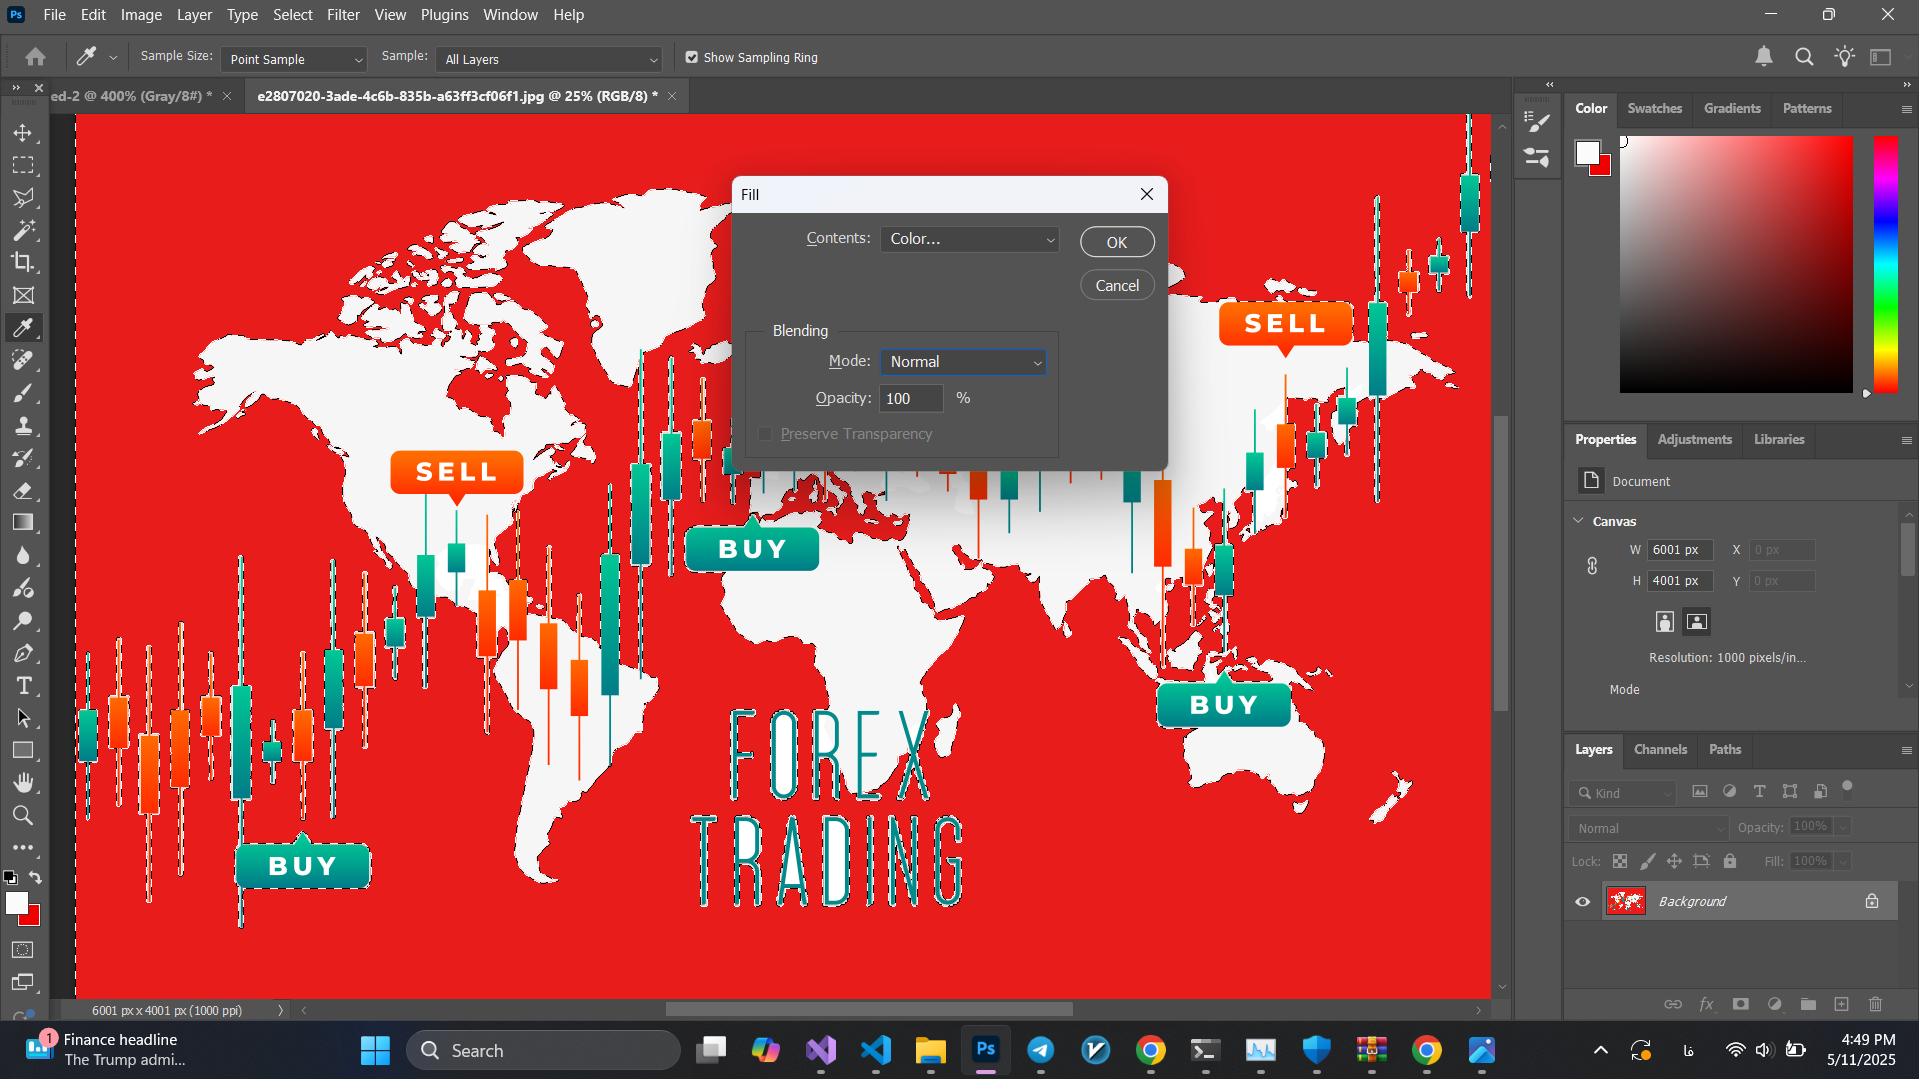 Ps File Edit Image Layer Type Select Filter View Plugins Window Help
Sample Size: Point Sample Sample: All Layers Show Sampling Ring
ed-2 @ 400% (Gray/8#) * e2807020-3ade-4c6b-835b-a63ff3cf06f1.jpg @ 25% (RGB/8) *
Color Swatches Gradients Patterns
Fill
Contents: Color...
OK
Cancel
Blending
Mode: Normal
Opacity: 100 %
Preserve Transparency
SELL
SELL
BUY
BUY
BUY
FOREX
TRADING
Properties Adjustments Libraries
Document
Canvas
W 6001 px X 0 px
H 4001 px Y 0 px
Resolution: 1000 pixels/in...
Mode
Layers Channels Paths
Kind
Normal Opacity: 100%
Lock: Fill: 100%
Background
6001 px x 4001 px (1000 ppi)
1 Finance headline
The Trump admi...
Search
Ps
فا
4:49 PM
5/11/2025